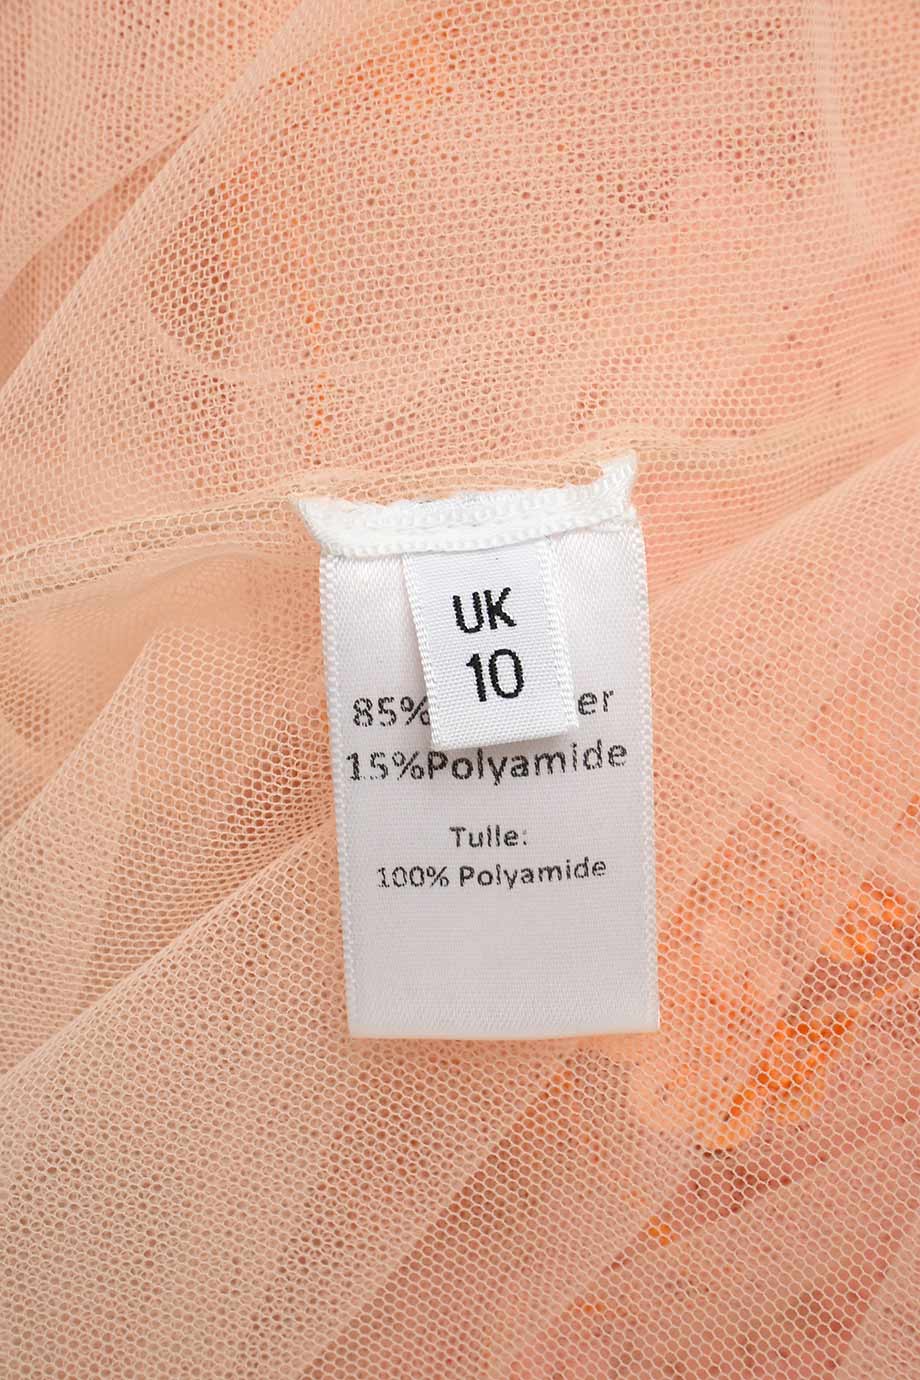 UK
10
85% er
15%Polyamide
Tulle:
100% Polyamide